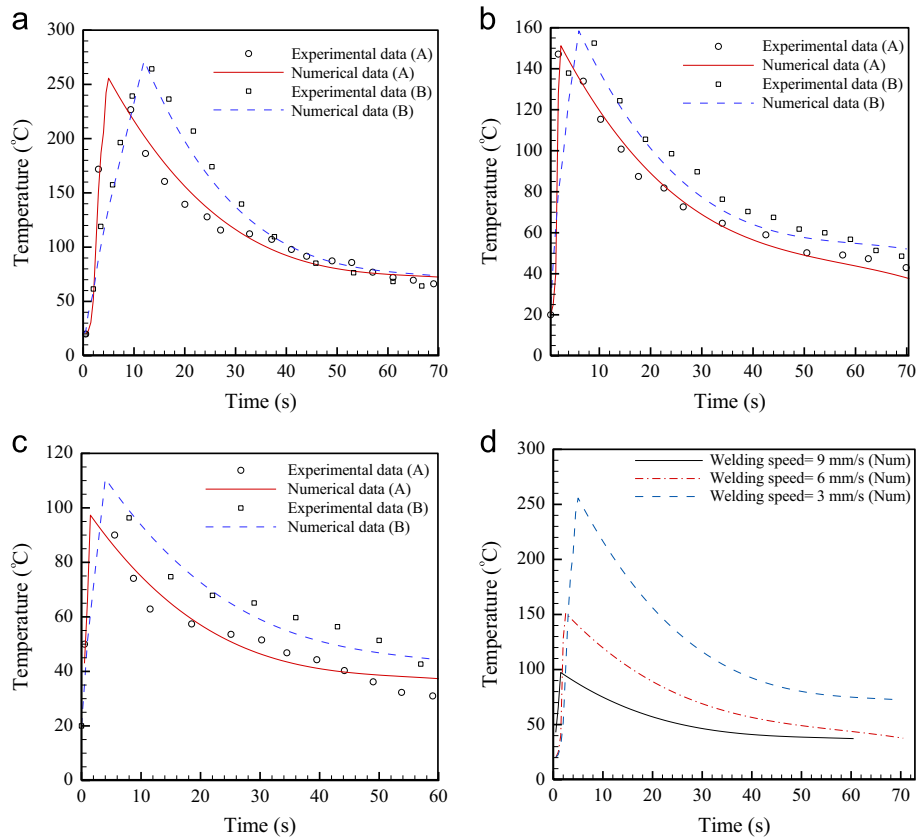 a
300
250
200
150
100
50
0
0 10 20 30 40 50 60 70
Temperature (°C)
Time (s)
Experimental data (A)
Numerical data (A)
Experimental data (B)
Numerical data (B)
b
160
140
120
100
80
60
40
20
0
10 20 30 40 50 60 70
Temperature (°C)
Time (s)
Experimental data (A)
Numerical data (A)
Experimental data (B)
Numerical data (B)
c
120
100
80
60
40
20
0
0 10 20 30 40 50 60
Temperature (°C)
Time (s)
Experimental data (A)
Numerical data (A)
Experimental data (B)
Numerical data (B)
d
300
250
200
150
100
50
0
0 10 20 30 40 50 60 70
Temperature (°C)
Time (s)
Welding speed= 9 mm/s (Num)
Welding speed= 6 mm/s (Num)
Welding speed= 3 mm/s (Num)